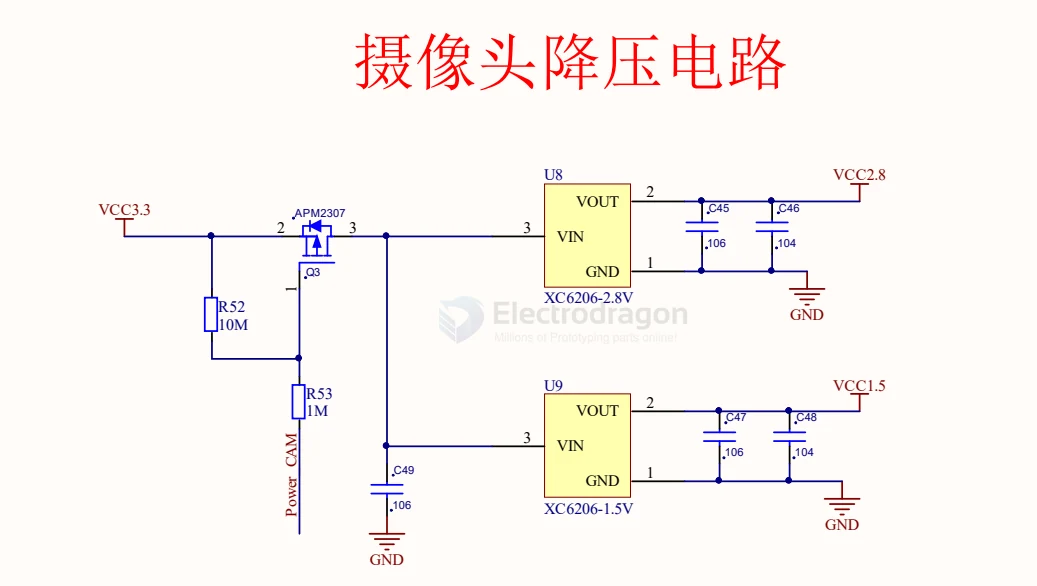 摄像头降压电路
VCC3.3
2
APM2307
3
Q3
1
R52
10M
R53
1M
Power CAM
C49
106
GND
U8
3
VIN
VOUT
GND
2
1
XC6206-2.8V
C45
106
C46
104
VCC2.8
GND
Electrodragon
Millions of Prototyping parts online!
U9
3
VIN
VOUT
GND
2
1
XC6206-1.5V
C47
106
C48
104
VCC1.5
GND